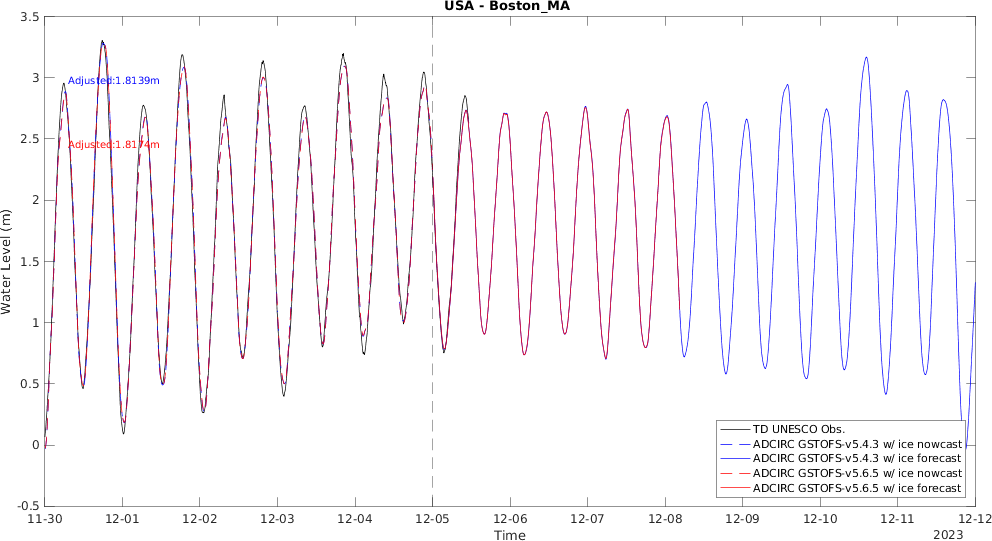 USA - Boston_MA
3.5
3
2.5
2
1.5
1
0.5
0
-0.5
Water Level (m)
Adjusted:1.8139m
Adjusted:1.8174m
TD UNESCO Obs.
ADCIRC GSTOFS-v5.4.3 w/ ice nowcast
ADCIRC GSTOFS-v5.4.3 w/ ice forecast
ADCIRC GSTOFS-v5.6.5 w/ ice nowcast
ADCIRC GSTOFS-v5.6.5 w/ ice forecast
11-30 12-01 12-02 12-03 12-04 12-05 12-06 12-07 12-08 12-09 12-10 12-11 12-12
Time
2023